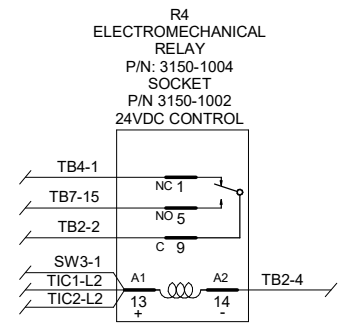 R4
ELECTROMECHANICAL
RELAY
P/N: 3150-1004
SOCKET
P/N 3150-1002
24VDC CONTROL
TB4-1
NC 1
TB7-15
NO 5
TB2-2
C 9
SW3-1
TIC1-L2 A1 A2 TB2-4
TIC2-L2 13 14
+ -